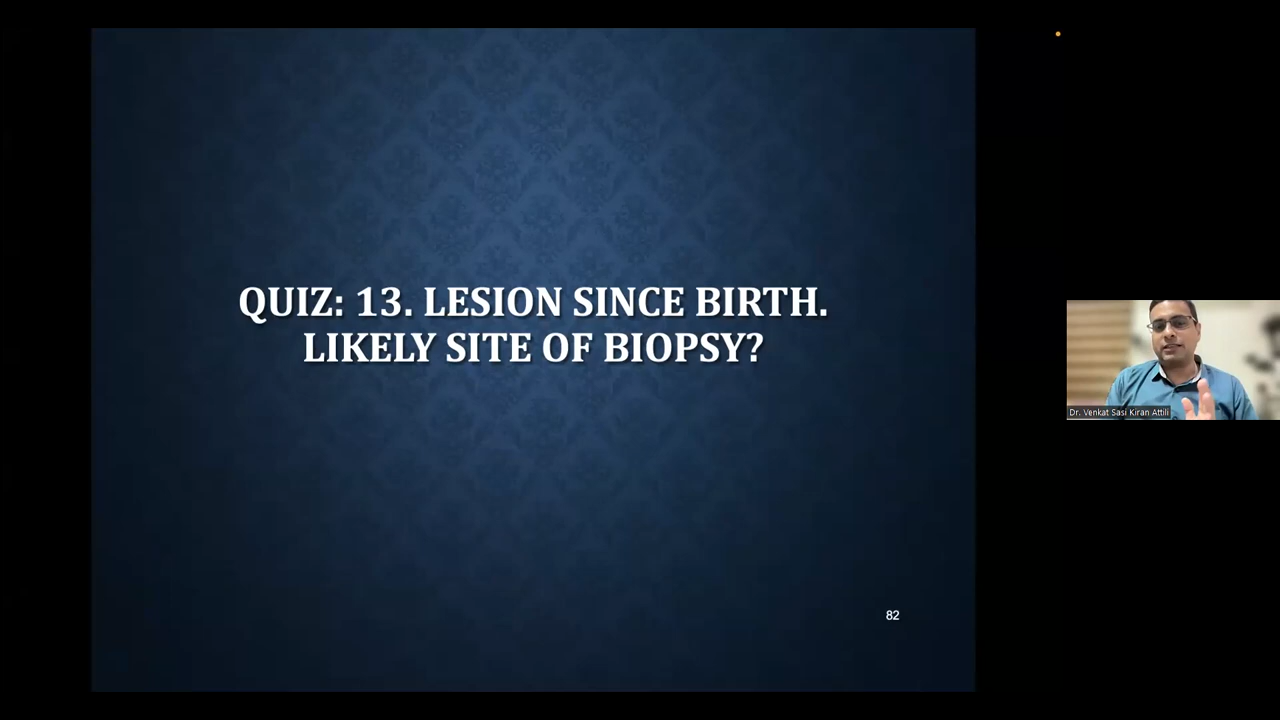 QUIZ: 13. LESION SINCE BIRTH.
LIKELY SITE OF BIOPSY?
82
Dr. Venkat Sasi Kiran Attili